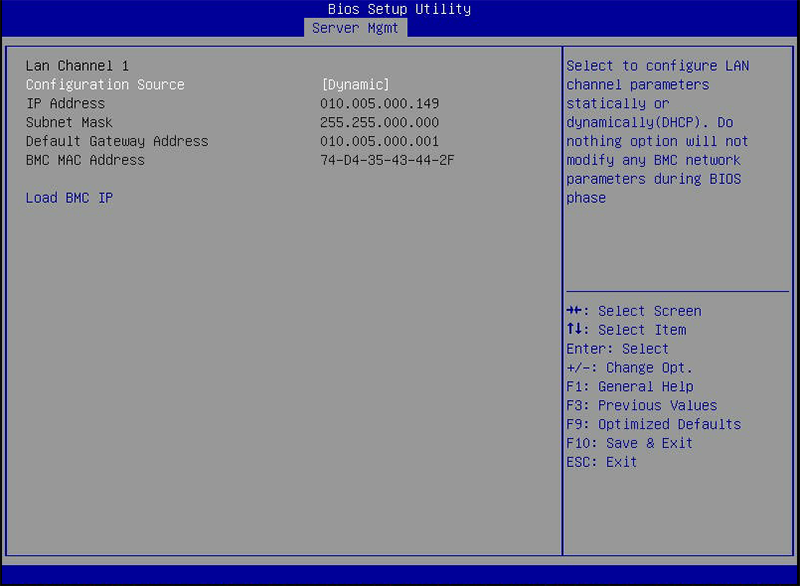 Bios Setup Utility
Server Mgmt
Lan Channel 1
Configuration Source [Dynamic]
IP Address 010.005.000.149
Subnet Mask 255.255.000.000
Default Gateway Address 010.005.000.001
BMC MAC Address 74-D4-35-43-44-2F
Load BMC IP
Select to configure LAN
channel parameters
statically or
dynamically(DHCP). Do
nothing option will not
modify any BMC network
parameters during BIOS
phase
→←: Select Screen
↑↓: Select Item
Enter: Select
+/-: Change Opt.
F1: General Help
F3: Previous Values
F9: Optimized Defaults
F10: Save & Exit
ESC: Exit